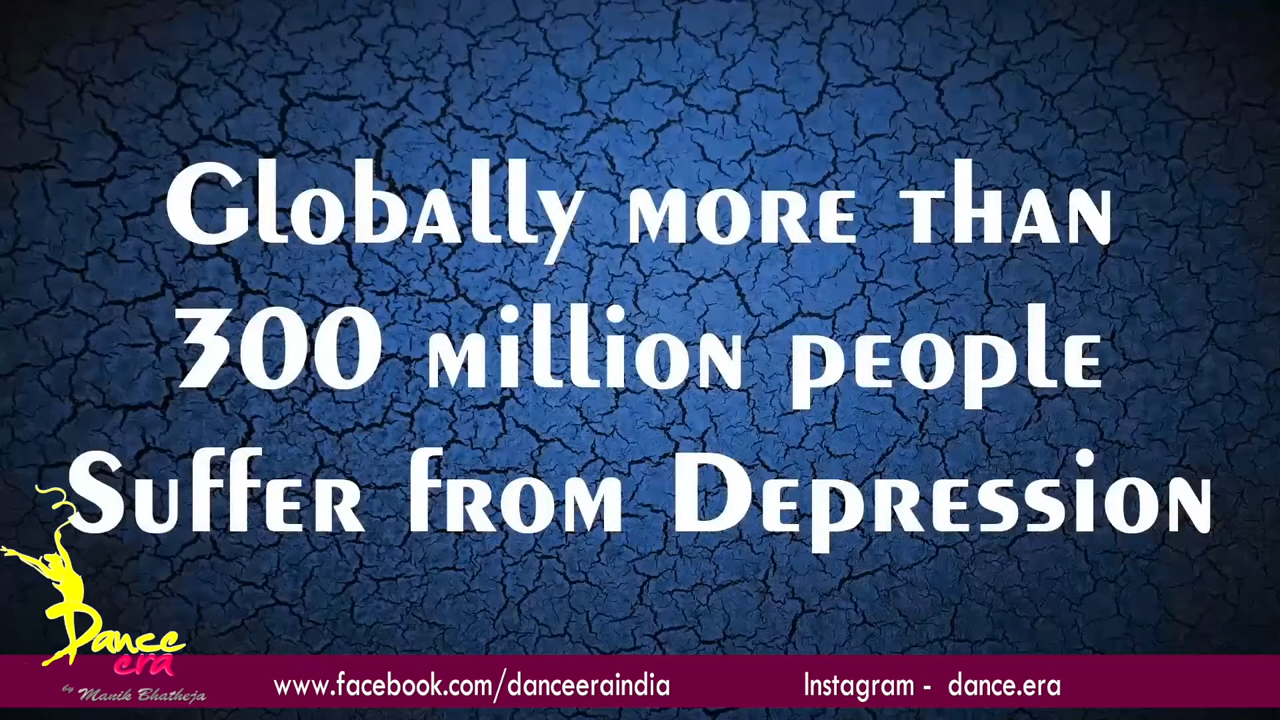 Globally more than
300 million people
Suffer from Depression
Dance
era
by Manik Bhatheja
www.facebook.com/danceeraindia
Instagram - dance.era